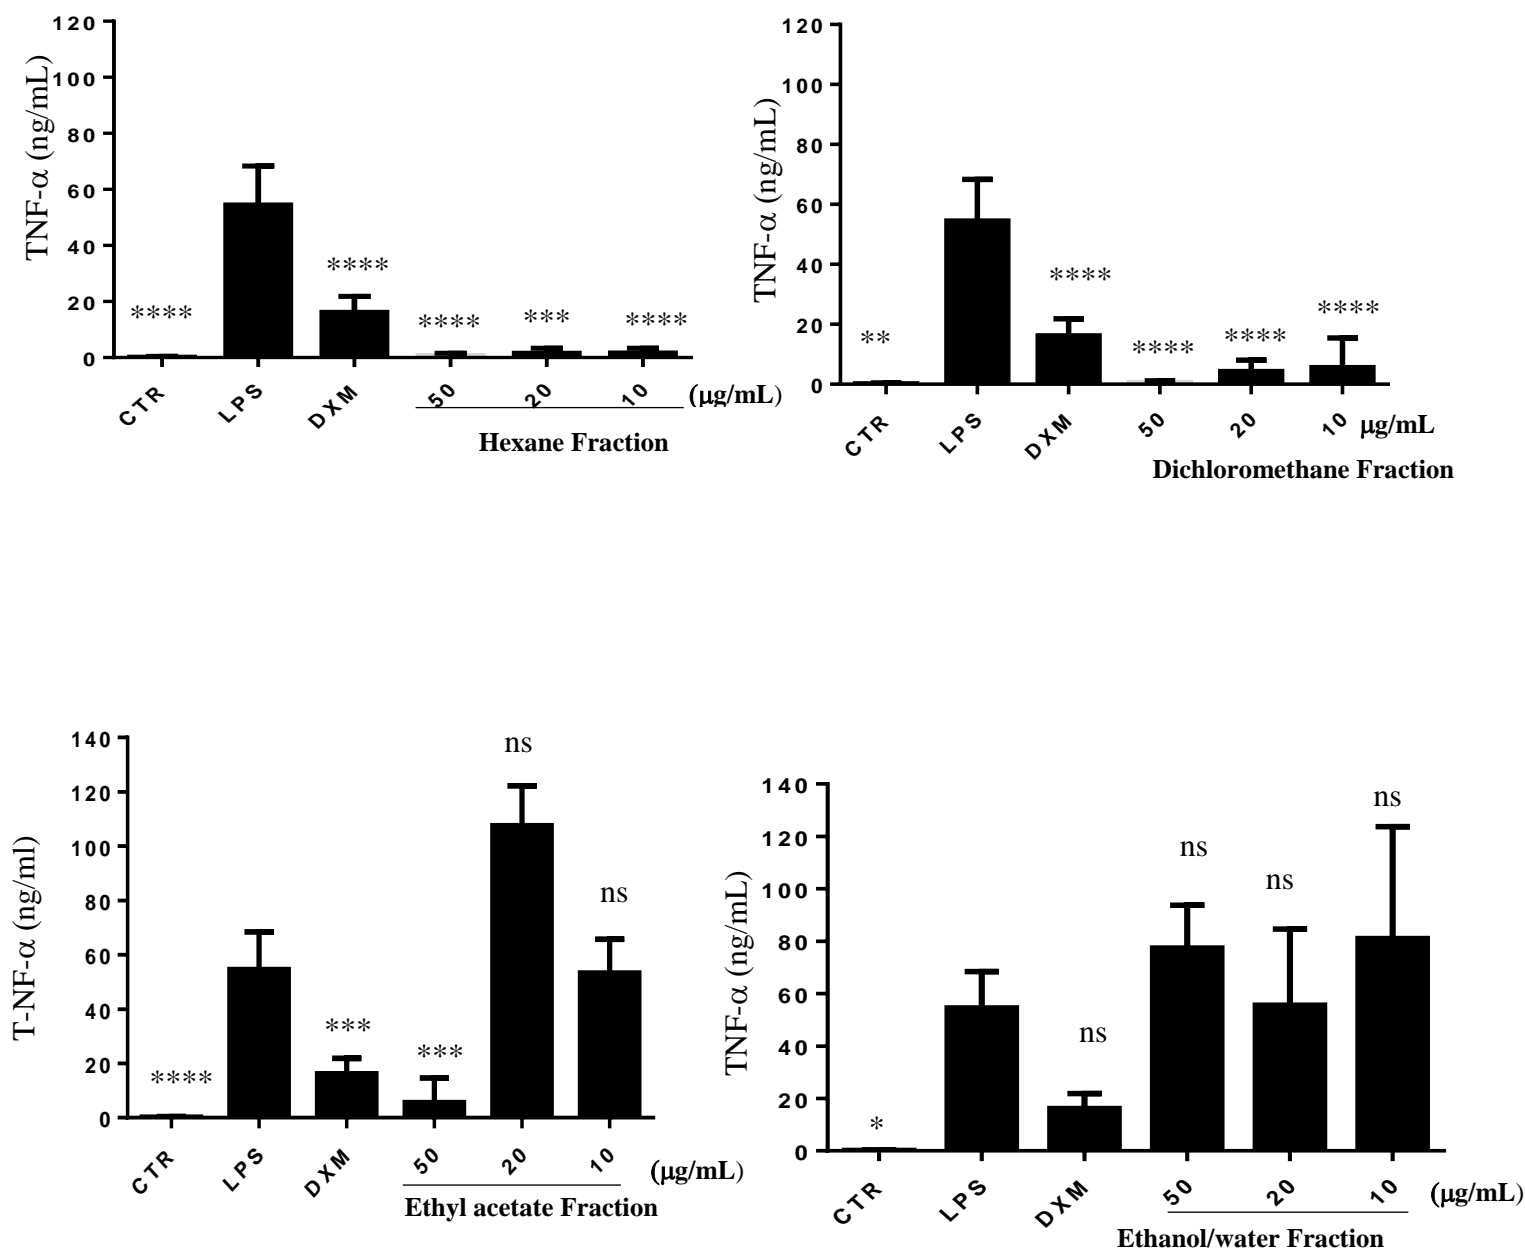 120
100
80
60
40
20
0
TNF-α (ng/mL)
**** **** **** *** ****
CTR LPS DXM 50 20 10 (μg/mL)
Hexane Fraction
120
100
80
60
40
20
0
TNF-α (ng/mL)
** **** **** **** ****
CTR LPS DXM 50 20 10 μg/mL
Dichloromethane Fraction
140
120
100
80
60
40
20
0
T-NF-α (ng/ml)
**** *** *** ns ns
CTR LPS DXM 50 20 10 (μg/mL)
Ethyl acetate Fraction
140
120
100
80
60
40
20
0
TNF-α (ng/mL)
* ns ns ns ns
CTR LPS DXM 50 20 10 (μg/mL)
Ethanol/water Fraction